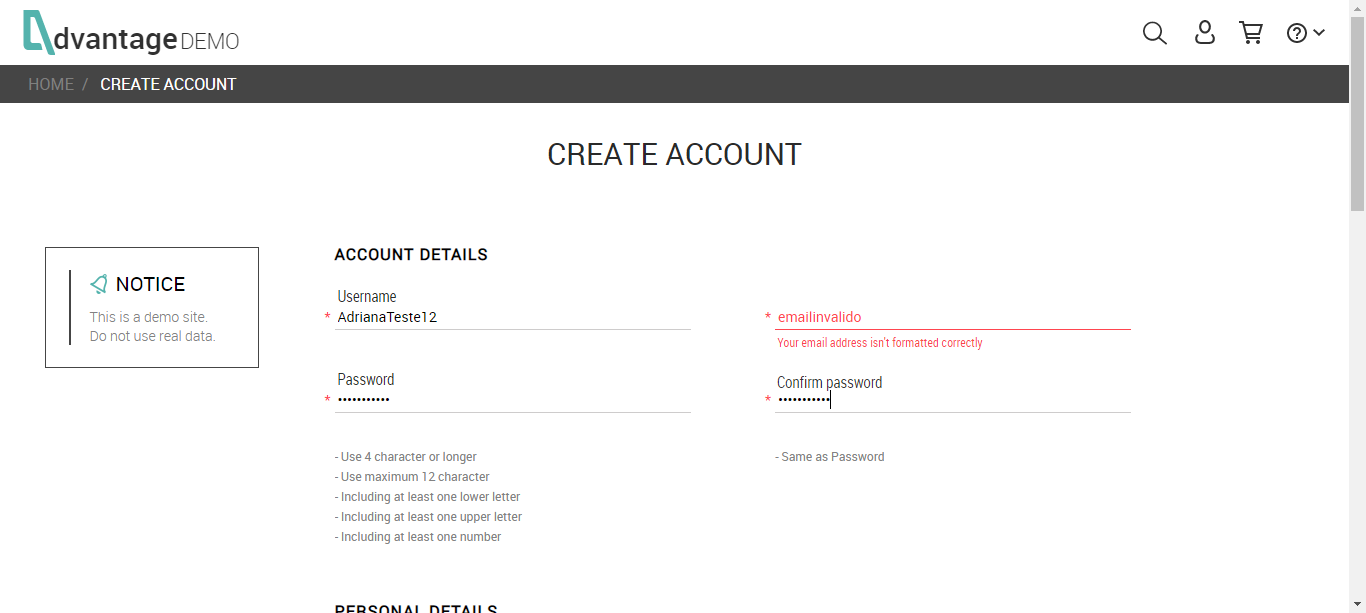 dvantage DEMO
HOME / CREATE ACCOUNT
CREATE ACCOUNT
NOTICE
This is a demo site.
Do not use real data.
ACCOUNT DETAILS
Username
* AdrianaTeste12
* emailinvalido
Your email address isn't formatted correctly
Password
* •••••••••••
Confirm password
* •••••••••••
- Use 4 character or longer
- Use maximum 12 character
- Including at least one lower letter
- Including at least one upper letter
- Including at least one number
- Same as Password
PERSONAL DETAILS